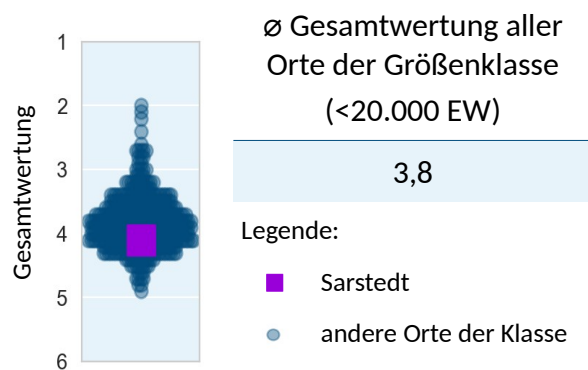 Gesamtwertung
1
2
3
4
5
6
⌀ Gesamtwertung aller
Orte der Größenklasse
(<20.000 EW)
3,8
Legende:
Sarstedt
andere Orte der Klasse